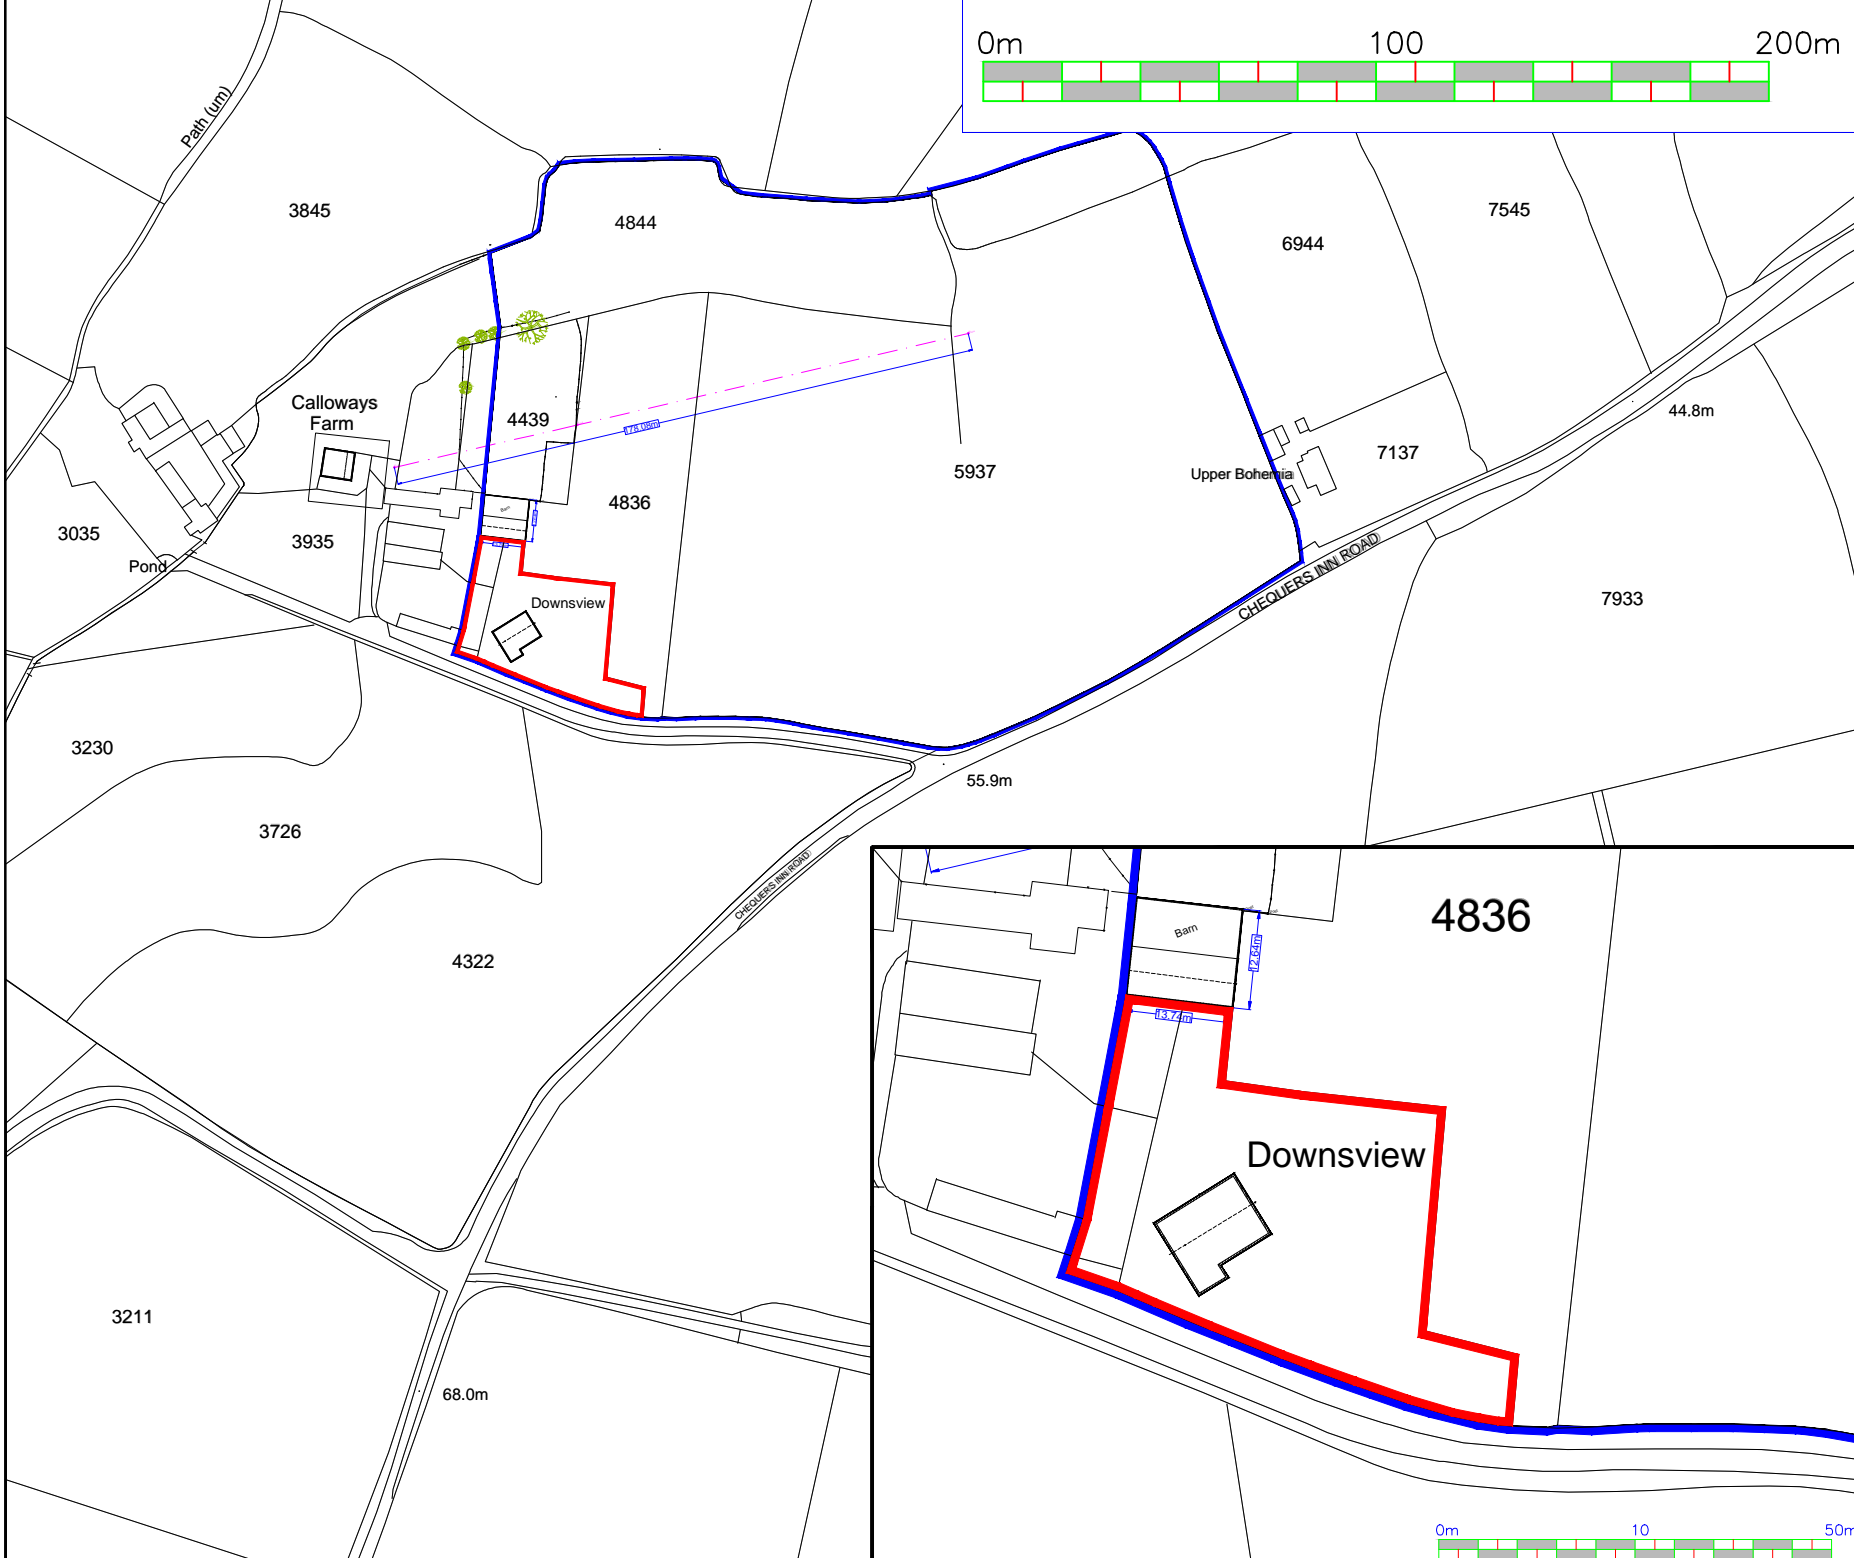 0m 100 200m
Path (um)
3845
4844
6944
7545
Calloways
Farm
4439
178.08m
44.8m
7137
5937
Upper Bohemia
4836
Barn
3035
3935
Pond
Downsview
CHEQUERS INN ROAD
7933
3230
55.9m
3726
CHEQUERS INN ROAD
4322
3211
68.0m
4836
Barn
12.64m
13.74m
Downsview
0m 10 50m